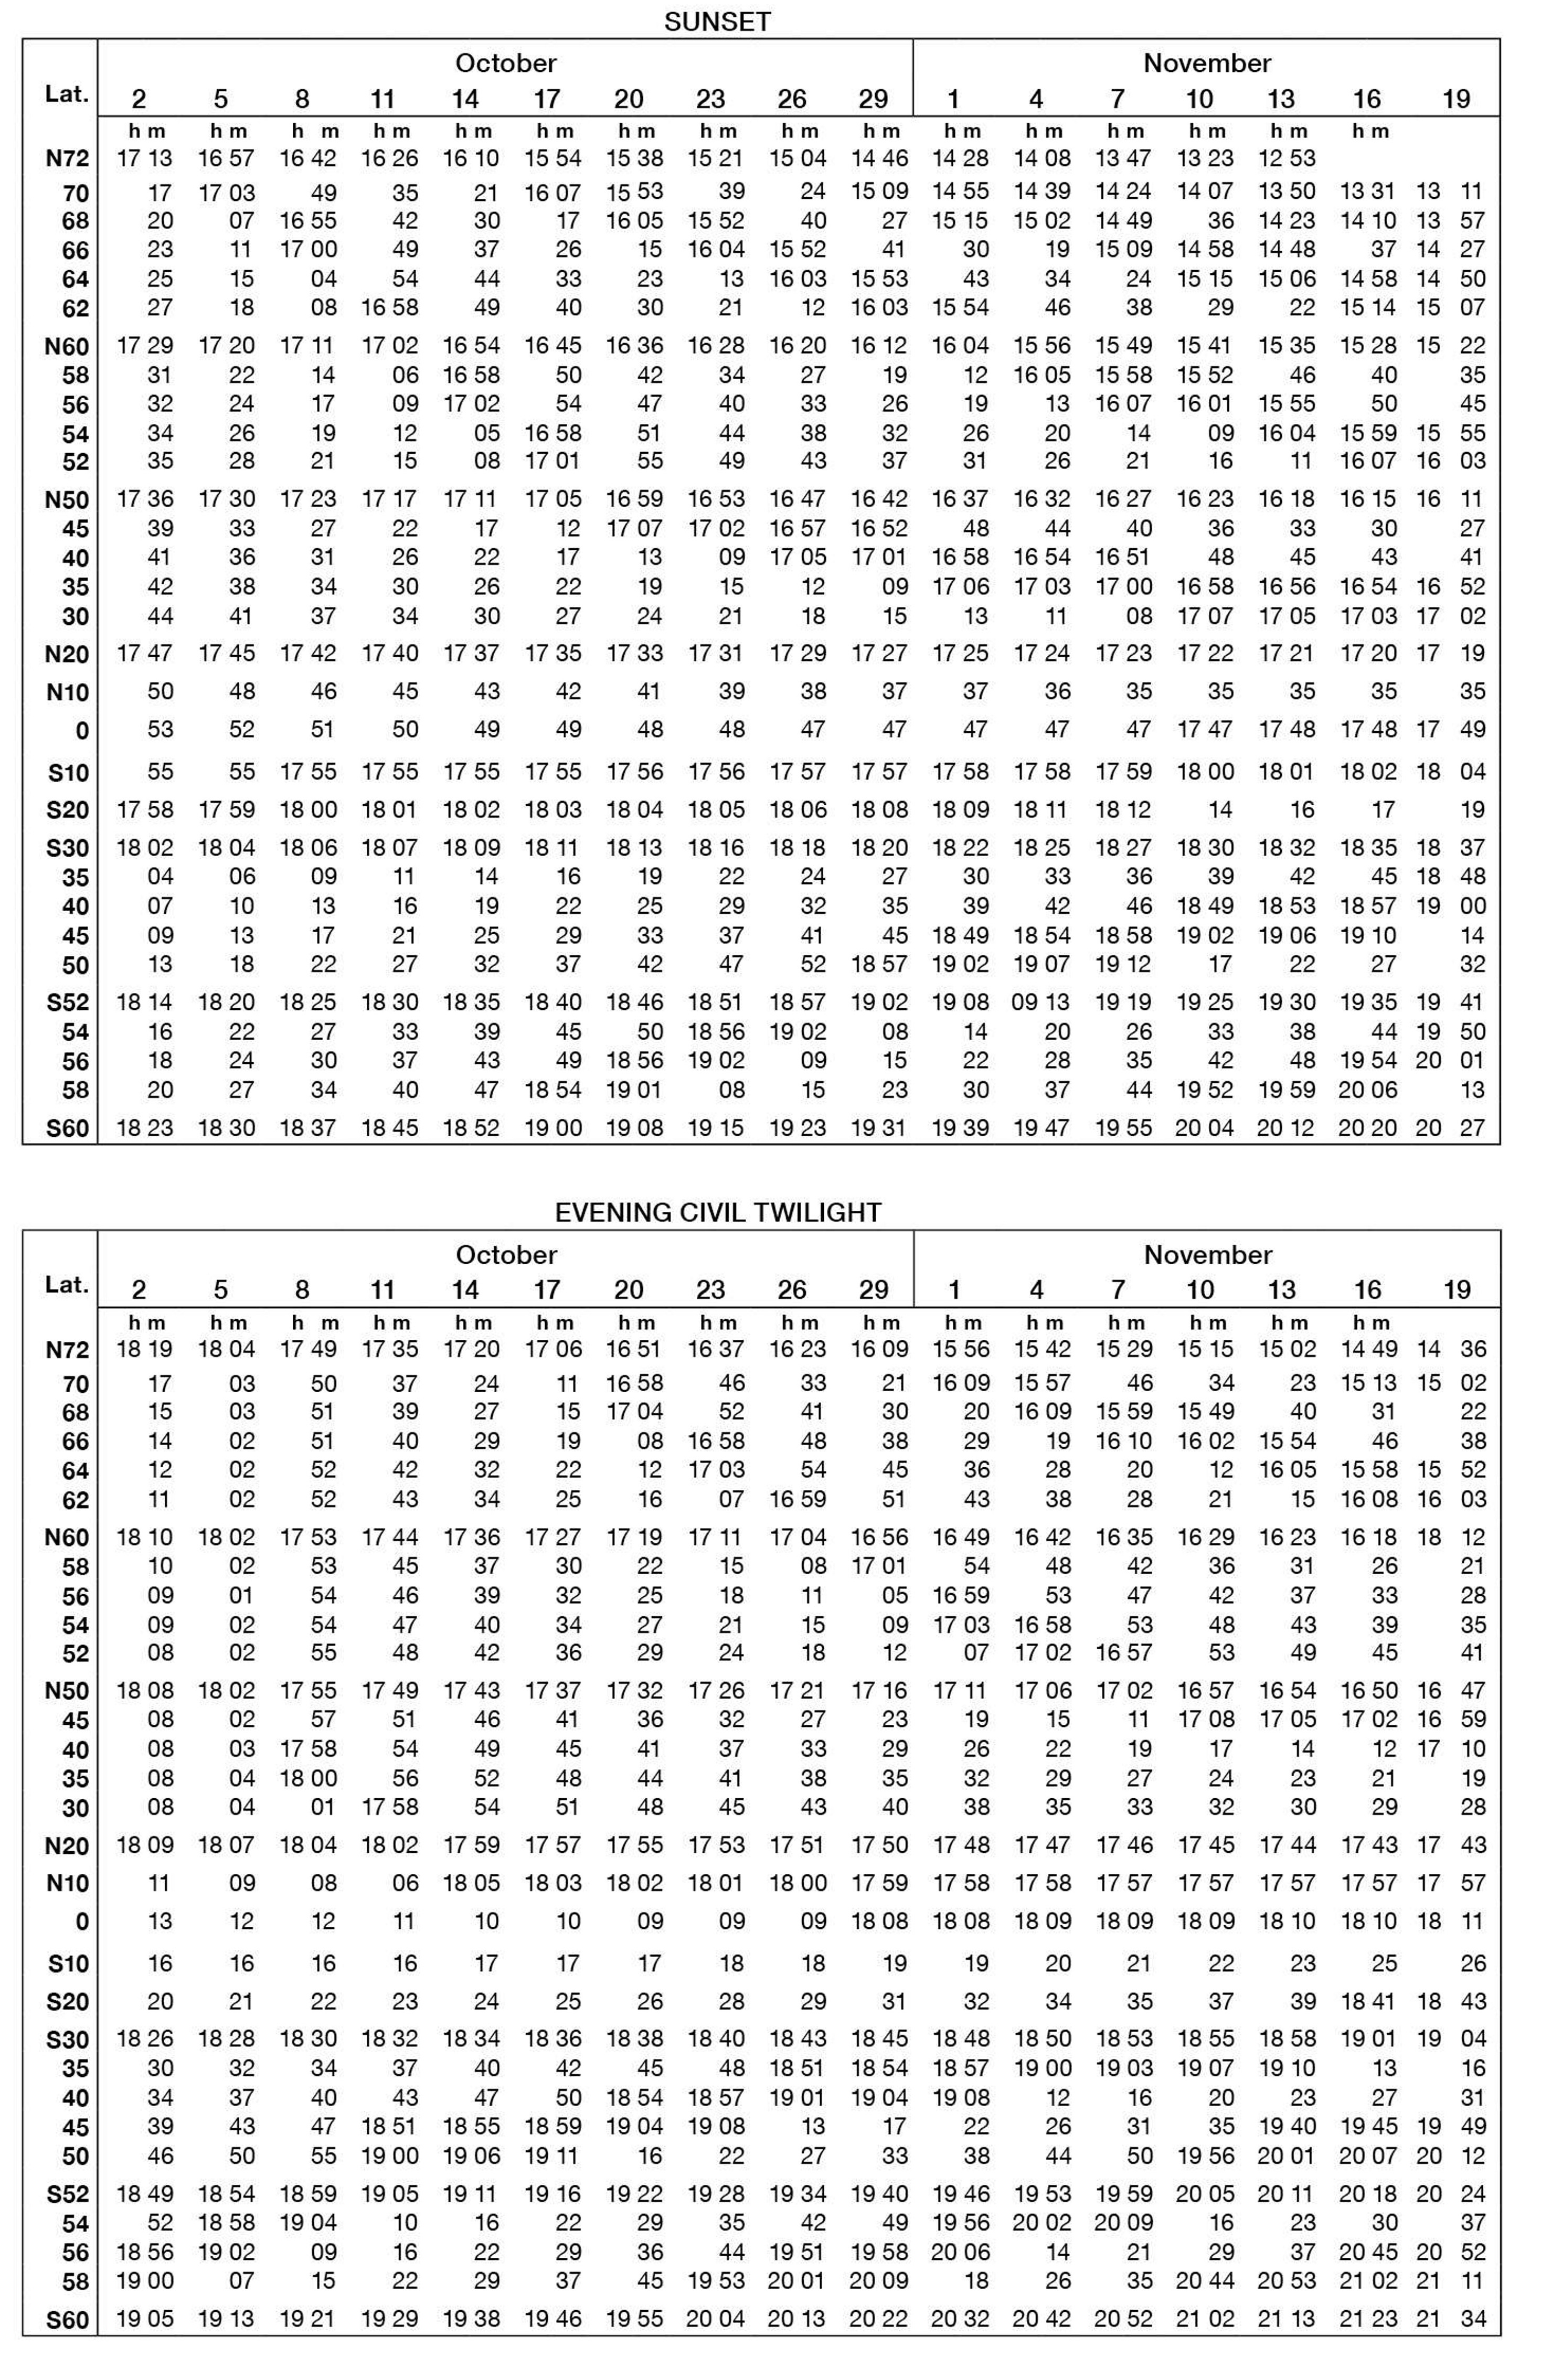 SUNSET
October November
Lat. 2 5 8 11 14 17 20 23 26 29 1 4 7 10 13 16 19
h m h m h m h m h m h m h m h m h m h m h m h m h m h m h m h m
N72 17 13 16 57 16 42 16 26 16 10 15 54 15 38 15 21 15 04 14 46 14 28 14 08 13 47 13 23 12 53
70 17 17 03 49 35 21 16 07 15 53 39 24 15 09 14 55 14 39 14 24 14 07 13 50 13 31 13 11
68 20 07 16 55 42 30 17 16 05 15 52 40 27 15 15 15 02 14 49 36 14 23 14 10 13 57
66 23 11 17 00 49 37 26 15 16 04 15 52 41 30 19 15 09 14 58 14 48 37 14 27
64 25 15 04 54 44 33 23 13 16 03 15 53 43 34 24 15 15 15 06 14 58 14 50
62 27 18 08 16 58 49 40 30 21 12 16 03 15 54 46 38 29 22 15 14 15 07
N60 17 29 17 20 17 11 17 02 16 54 16 45 16 36 16 28 16 20 16 12 16 04 15 56 15 49 15 41 15 35 15 28 15 22
58 31 22 14 06 16 58 50 42 34 27 19 12 16 05 15 58 15 52 46 40 35
56 32 24 17 09 17 02 54 47 40 33 26 19 13 16 07 16 01 15 55 50 45
54 34 26 19 12 05 16 58 51 44 38 32 26 20 14 09 16 04 15 59 15 55
52 35 28 21 15 08 17 01 55 49 43 37 31 26 21 16 11 16 07 16 03
N50 17 36 17 30 17 23 17 17 17 11 17 05 16 59 16 53 16 47 16 42 16 37 16 32 16 27 16 23 16 18 16 15 16 11
45 39 33 27 22 17 12 17 07 17 02 16 57 16 52 48 44 40 36 33 30 27
40 41 36 31 26 22 17 13 09 17 05 17 01 16 58 16 54 16 51 48 45 43 41
35 42 38 34 30 26 22 19 15 12 09 17 06 17 03 17 00 16 58 16 56 16 54 16 52
30 44 41 37 34 30 27 24 21 18 15 13 11 08 17 07 17 05 17 03 17 02
N20 17 47 17 45 17 42 17 40 17 37 17 35 17 33 17 31 17 29 17 27 17 25 17 24 17 23 17 22 17 21 17 20 17 19
N10 50 48 46 45 43 42 41 39 38 37 37 36 35 35 35 35 35
0 53 52 51 50 49 49 48 48 47 47 47 47 47 17 47 17 48 17 48 17 49
S10 55 55 17 55 17 55 17 55 17 55 17 56 17 56 17 57 17 57 17 58 17 58 17 59 18 00 18 01 18 02 18 04
S20 17 58 17 59 18 00 18 01 18 02 18 03 18 04 18 05 18 06 18 08 18 09 18 11 18 12 14 16 17 19
S30 18 02 18 04 18 06 18 07 18 09 18 11 18 13 18 16 18 18 18 20 18 22 18 25 18 27 18 30 18 32 18 35 18 37
35 04 06 09 11 14 16 19 22 24 27 30 33 36 39 42 45 18 48
40 07 10 13 16 19 22 25 29 32 35 39 42 46 18 49 18 53 18 57 19 00
45 09 13 17 21 25 29 33 37 41 45 18 49 18 54 18 58 19 02 19 06 19 10 14
50 13 18 22 27 32 37 42 47 52 18 57 19 02 19 07 19 12 17 22 27 32
S52 18 14 18 20 18 25 18 30 18 35 18 40 18 46 18 51 18 57 19 02 19 08 09 13 19 19 19 25 19 30 19 35 19 41
54 16 22 27 33 39 45 50 18 56 19 02 08 14 20 26 33 38 44 19 50
56 18 24 30 37 43 49 18 56 19 02 09 15 22 28 35 42 48 19 54 20 01
58 20 27 34 40 47 18 54 19 01 08 15 23 30 37 44 19 52 19 59 20 06 13
S60 18 23 18 30 18 37 18 45 18 52 19 00 19 08 19 15 19 23 19 31 19 39 19 47 19 55 20 04 20 12 20 20 20 27
EVENING CIVIL TWILIGHT
October November
Lat. 2 5 8 11 14 17 20 23 26 29 1 4 7 10 13 16 19
h m h m h m h m h m h m h m h m h m h m h m h m h m h m h m h m
N72 18 19 18 04 17 49 17 35 17 20 17 06 16 51 16 37 16 23 16 09 15 56 15 42 15 29 15 15 15 02 14 49 14 36
70 17 03 50 37 24 11 16 58 46 33 21 16 09 15 57 46 34 23 15 13 15 02
68 15 03 51 39 27 15 17 04 52 41 30 20 16 09 15 59 15 49 40 31 22
66 14 02 51 40 29 19 08 16 58 48 38 29 19 16 10 16 02 15 54 46 38
64 12 02 52 42 32 22 12 17 03 54 45 36 28 20 12 16 05 15 58 15 52
62 11 02 52 43 34 25 16 07 16 59 51 43 38 28 21 15 16 08 16 03
N60 18 10 18 02 17 53 17 44 17 36 17 27 17 19 17 11 17 04 16 56 16 49 16 42 16 35 16 29 16 23 16 18 18 12
58 10 02 53 45 37 30 22 15 08 17 01 54 48 42 36 31 26 21
56 09 01 54 46 39 32 25 18 11 05 16 59 53 47 42 37 33 28
54 09 02 54 47 40 34 27 21 15 09 17 03 16 58 53 48 43 39 35
52 08 02 55 48 42 36 29 24 18 12 07 17 02 16 57 53 49 45 41
N50 18 08 18 02 17 55 17 49 17 43 17 37 17 32 17 26 17 21 17 16 17 11 17 06 17 02 16 57 16 54 16 50 16 47
45 08 02 57 51 46 41 36 32 27 23 19 15 11 17 08 17 05 17 02 16 59
40 08 03 17 58 54 49 45 41 37 33 29 26 22 19 17 14 12 17 10
35 08 04 18 00 56 52 48 44 41 38 35 32 29 27 24 23 21 19
30 08 04 01 17 58 54 51 48 45 43 40 38 35 33 32 30 29 28
N20 18 09 18 07 18 04 18 02 17 59 17 57 17 55 17 53 17 51 17 50 17 48 17 47 17 46 17 45 17 44 17 43 17 43
N10 11 09 08 06 18 05 18 03 18 02 18 01 18 00 17 59 17 58 17 58 17 57 17 57 17 57 17 57 17 57
0 13 12 12 11 10 10 09 09 09 18 08 18 08 18 09 18 09 18 09 18 10 18 10 18 11
S10 16 16 16 16 17 17 17 18 18 19 19 20 21 22 23 25 26
S20 20 21 22 23 24 25 26 28 29 31 32 34 35 37 39 18 41 18 43
S30 18 26 18 28 18 30 18 32 18 34 18 36 18 38 18 40 18 43 18 45 18 48 18 50 18 53 18 55 18 58 19 01 19 04
35 30 32 34 37 40 42 45 48 18 51 18 54 18 57 19 00 19 03 19 07 19 10 13 16
40 34 37 40 43 47 50 18 54 18 57 19 01 19 04 19 08 12 16 20 23 27 31
45 39 43 47 18 51 18 55 18 59 19 04 19 08 13 17 22 26 31 35 19 40 19 45 19 49
50 46 50 55 19 00 19 06 19 11 16 22 27 33 38 44 50 19 56 20 01 20 07 20 12
S52 18 49 18 54 18 59 19 05 19 11 19 16 19 22 19 28 19 34 19 40 19 46 19 53 19 59 20 05 20 11 20 18 20 24
54 52 18 58 19 04 10 16 22 29 35 42 49 19 56 20 02 20 09 16 23 30 37
56 18 56 19 02 09 16 22 29 36 44 19 51 19 58 20 06 14 21 29 37 20 45 20 52
58 19 00 07 15 22 29 37 45 19 53 20 01 20 09 18 26 35 20 44 20 53 21 02 21 11
S60 19 05 19 13 19 21 19 29 19 38 19 46 19 55 20 04 20 13 20 22 20 32 20 42 20 52 21 02 21 13 21 23 21 34